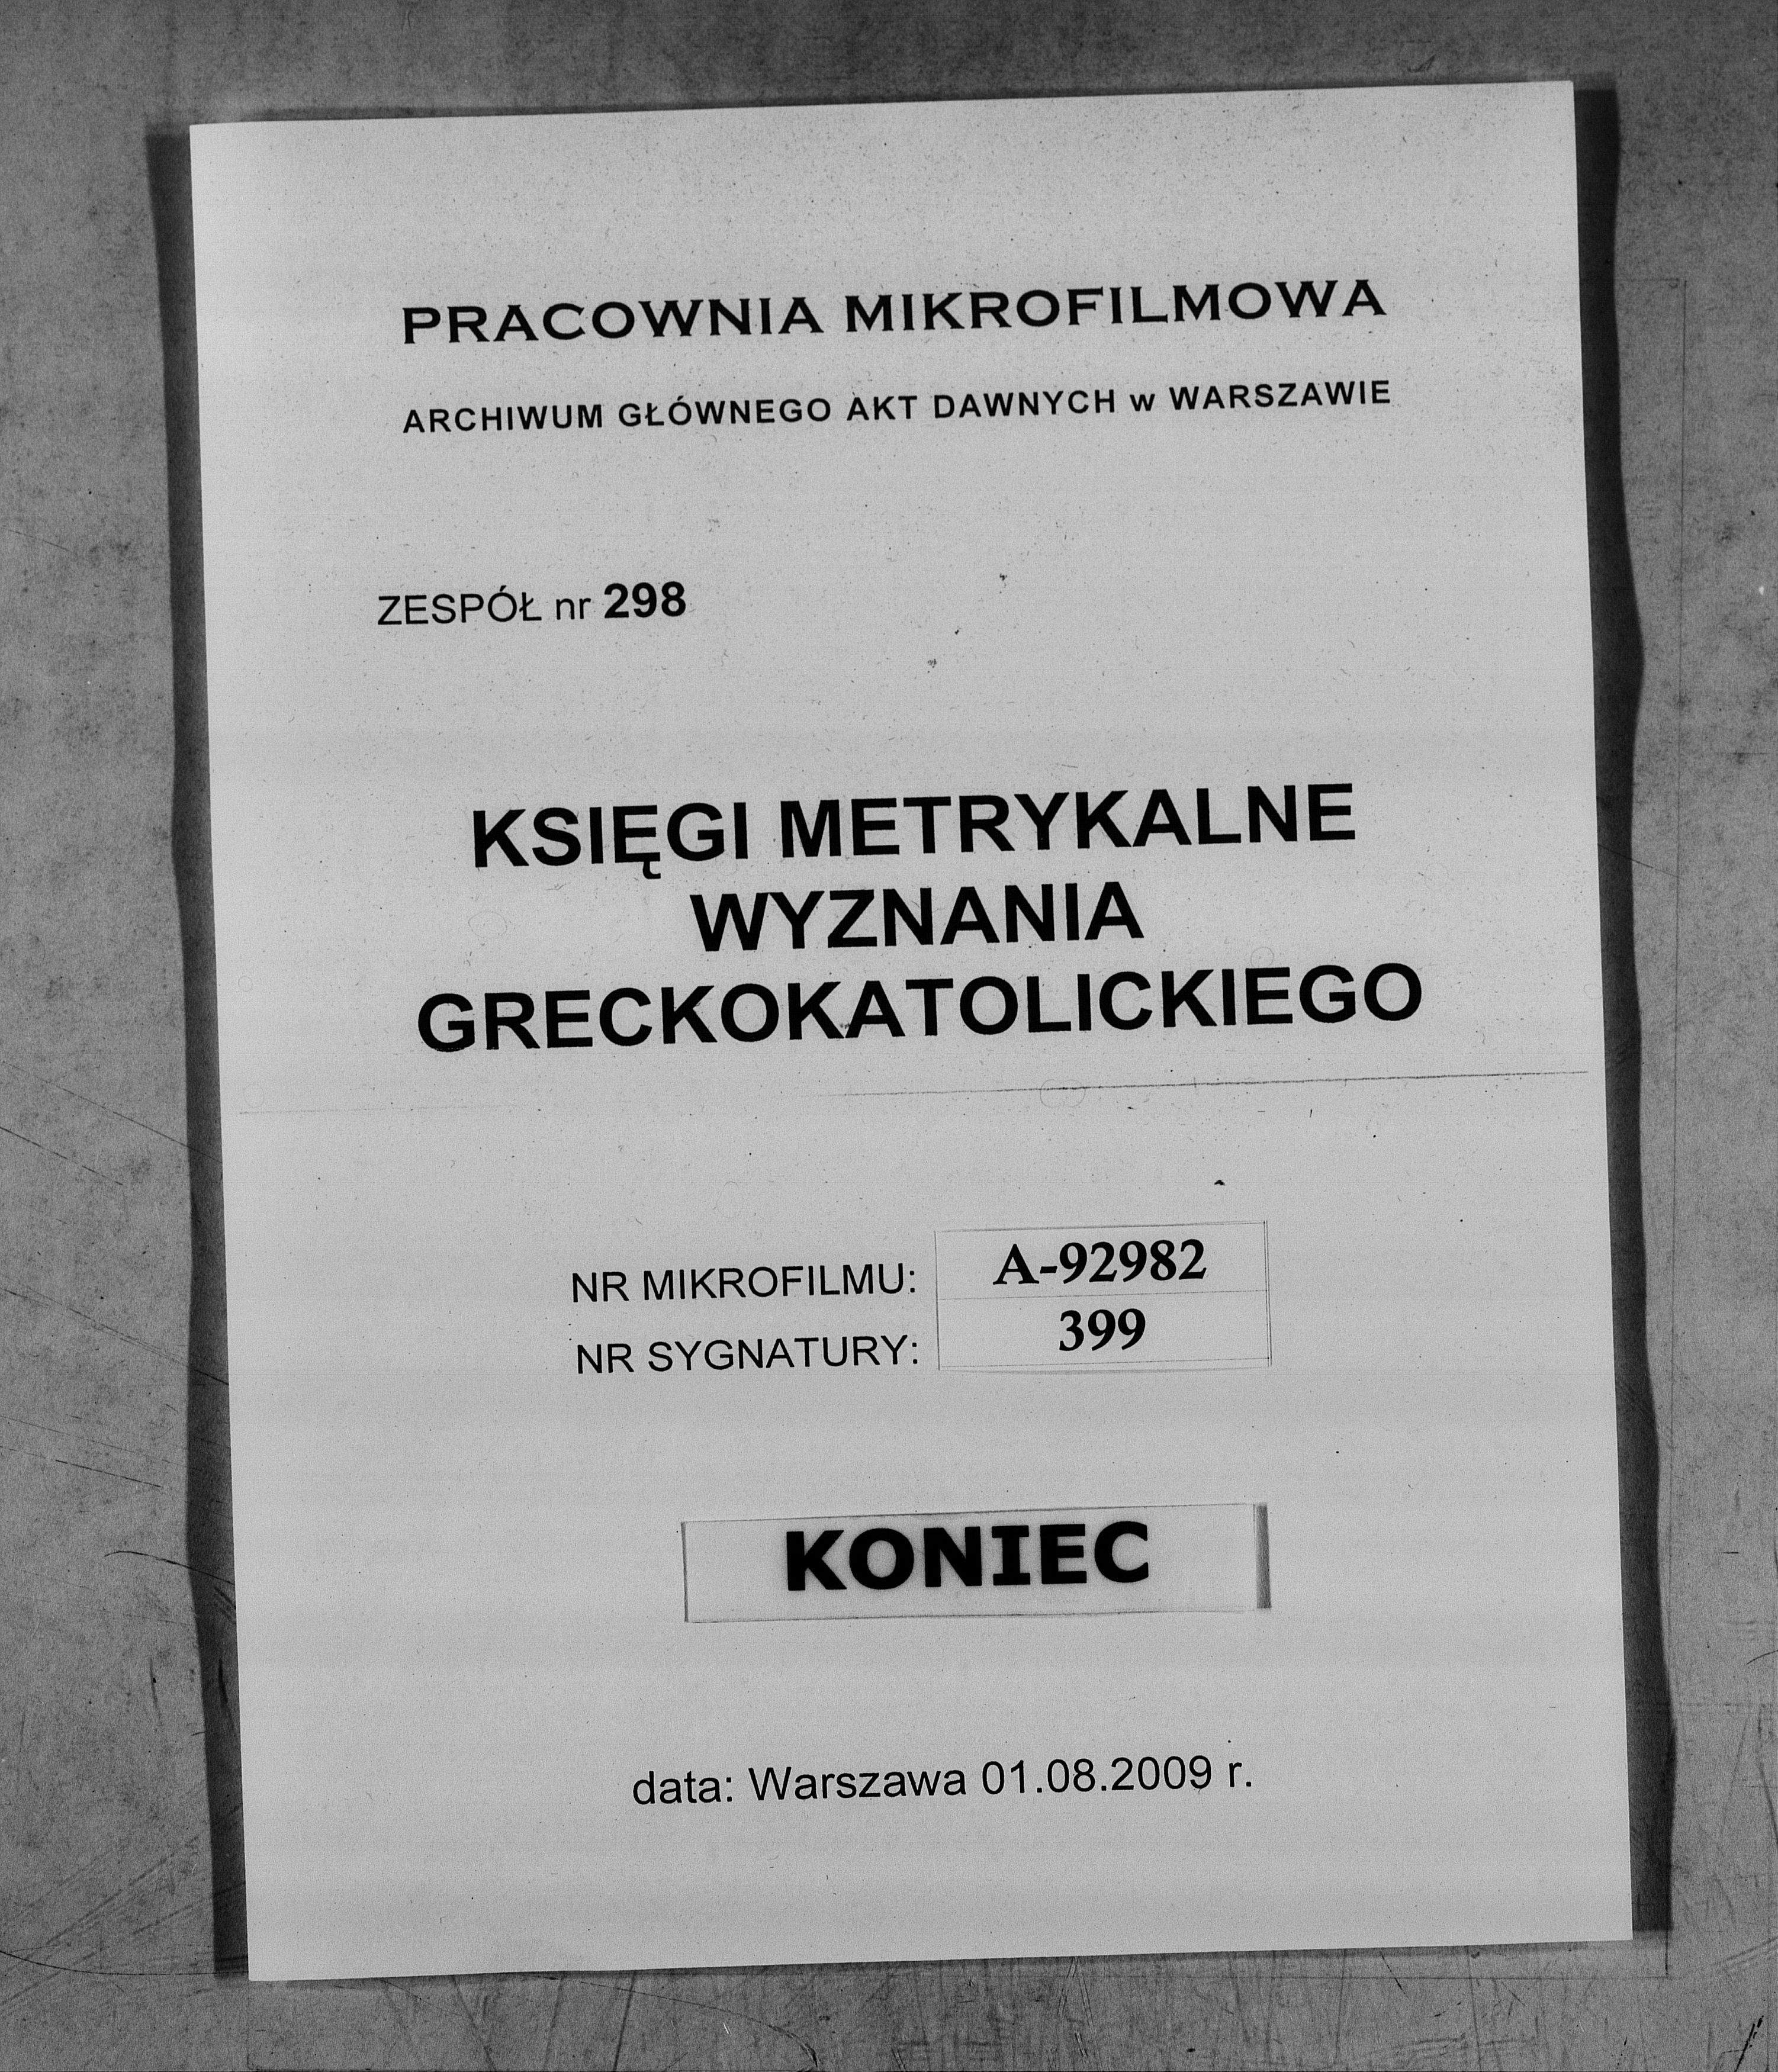 PRACOWNIA MIKROFILMOWA
ARCHIWUM GŁÓWNEGO AKT DAWNYCH w WARSZAWIE
ZESPÓŁ nr 298
KSIĘGI METRYKALNE
WYZNANIA
GRECKOKATOLICKIEGO
NR MIKROFILMU: A-92982
NR SYGNATURY: 399
KONIEC
data: Warszawa 01.08.2009 r.